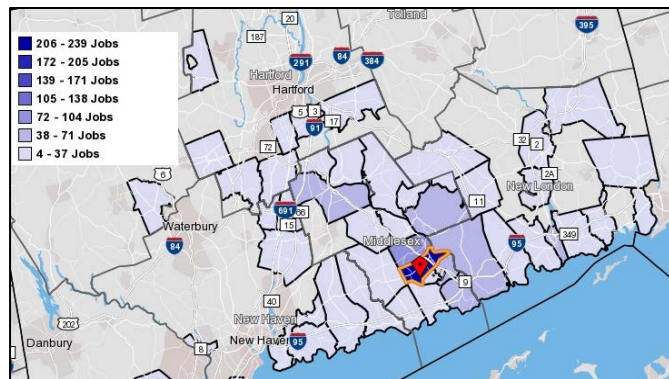 206 - 239 Jobs
172 - 205 Jobs
139 - 171 Jobs
105 - 138 Jobs
72 - 104 Jobs
38 - 71 Jobs
4 - 37 Jobs
Tolland
20
395
187
84
291
384
Hartford
Hartford
5
3
91
17
72
32
2
6
2A
New London
691
66
11
15
Waterbury
Middlesex
84
95
349
9
40
202
New Haven
Danbury
8
New Haven
95